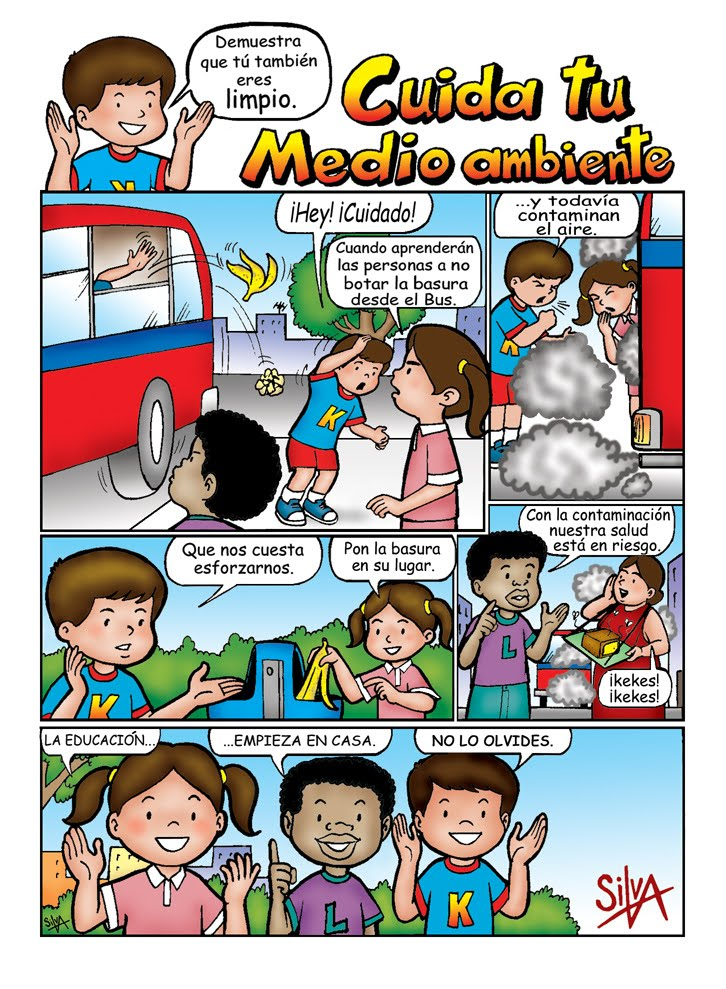 Demuestra
que tú también
eres
limpio.
Cuida tu
Medio ambiente
K
¡Hey! ¡Cuidado!
Cuando aprenderán
las personas a no
botar la basura
desde el Bus.
K
...y todavía
contaminan
el aire.
K
Que nos cuesta
esforzarnos.
Pon la basura
en su lugar.
K
Con la contaminación
nuestra salud
está en riesgo.
L
¡kekes!
¡kekes!
LA EDUCACIÓN...
...EMPIEZA EN CASA.
NO LO OLVIDES.
L
K
SilvA
SilvA